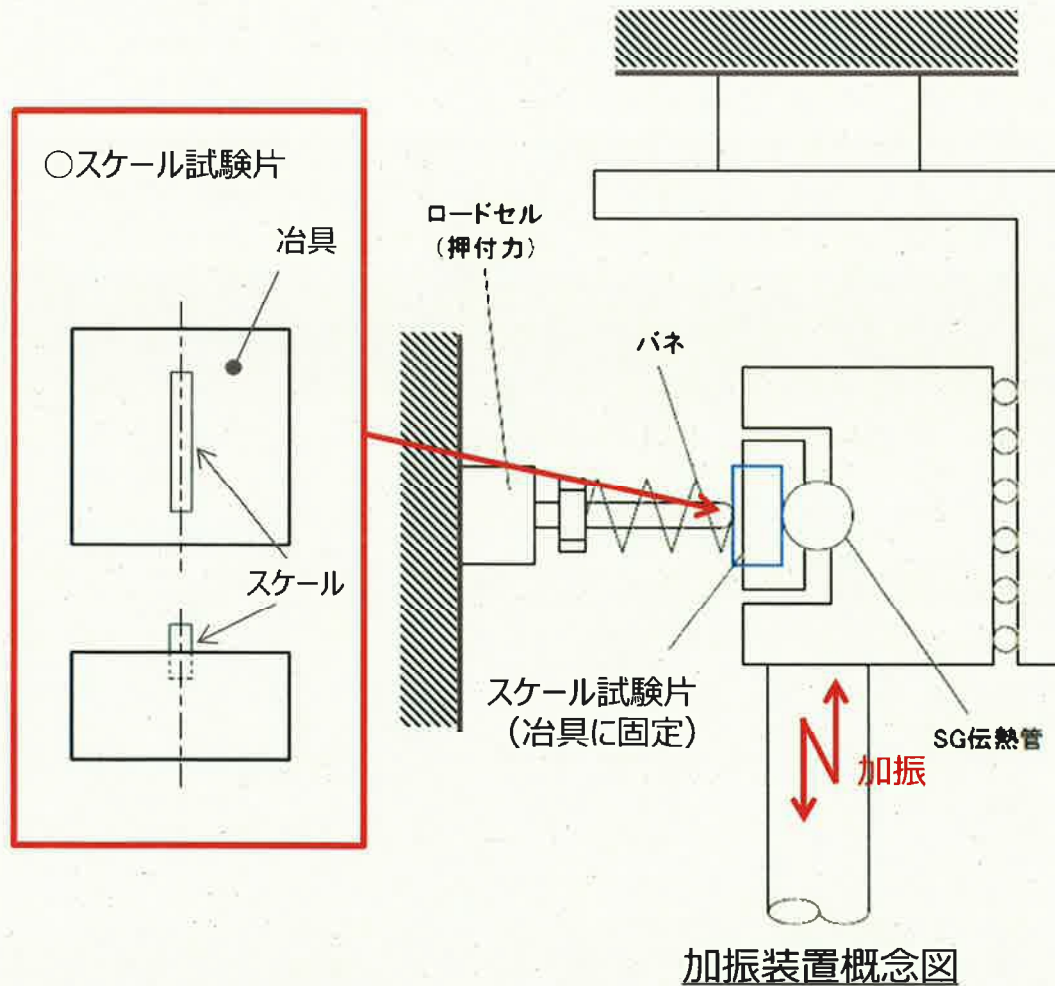 ○スケール試験片
冶具
スケール
ロードセル
(押付力)
バネ
スケール試験片
(冶具に固定)
SG伝熱管
加振
加振装置概念図